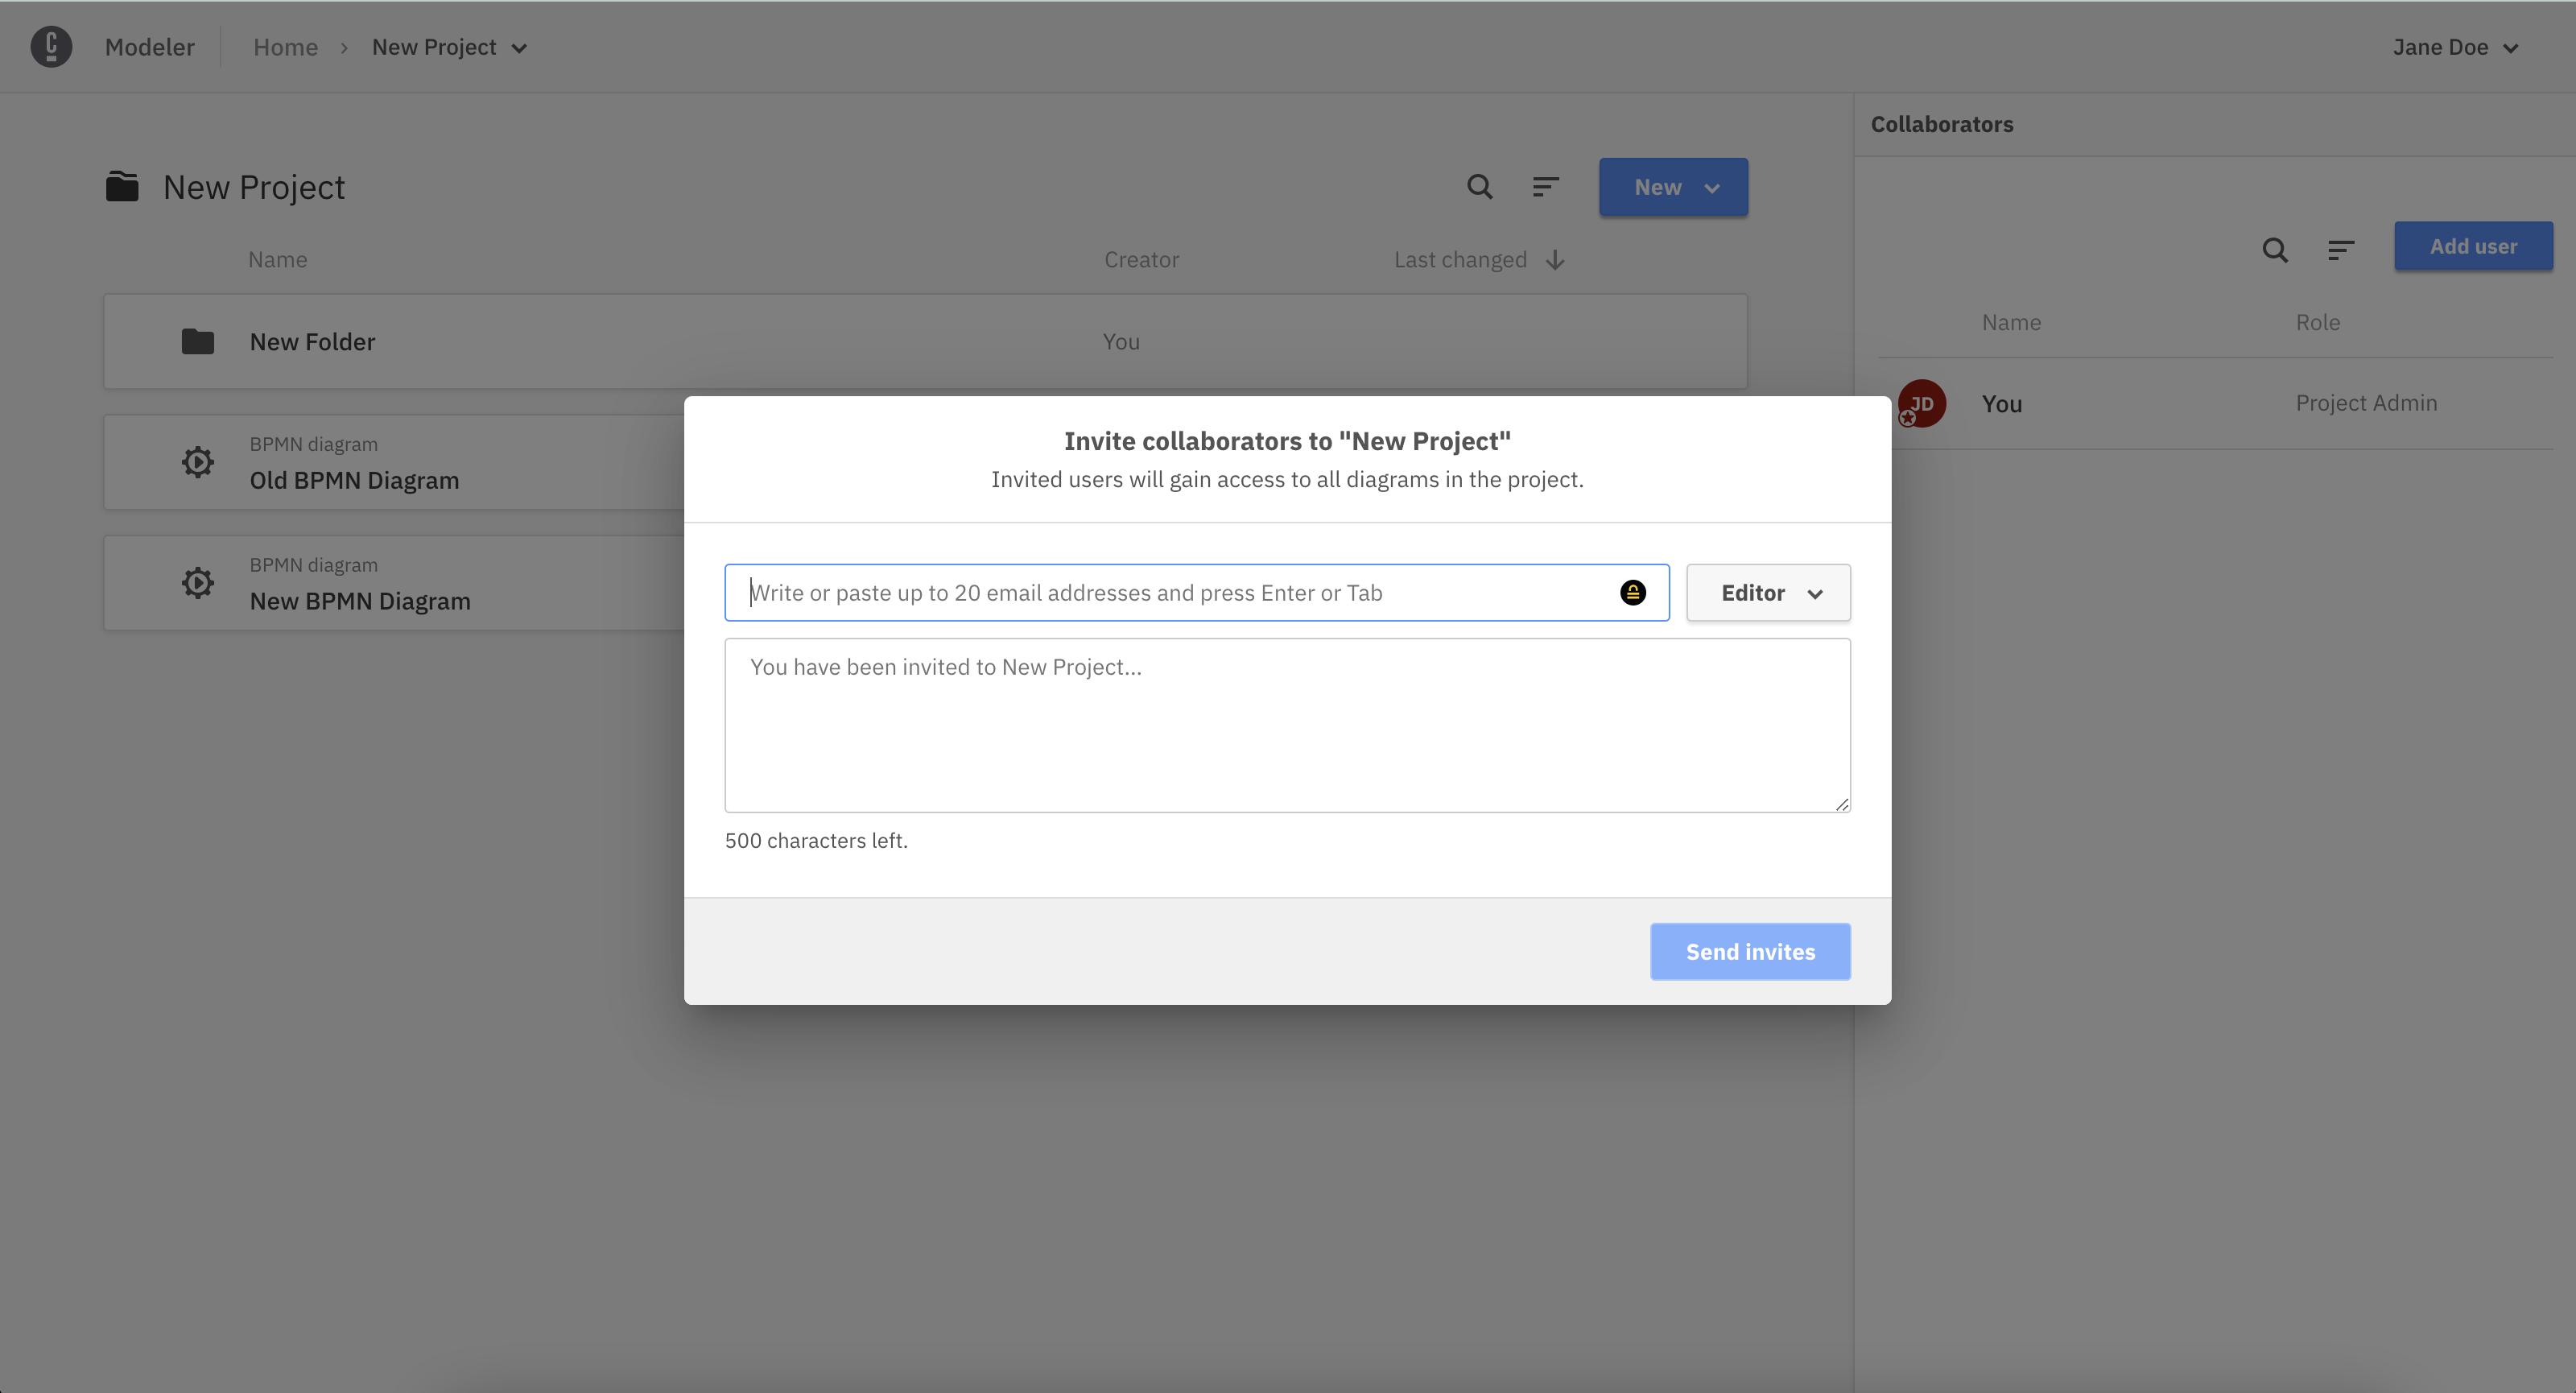 C Modeler Home › New Project Jane Doe
Collaborators
New Project
New
Add user
Name Creator Last changed
Name Role
New Folder You
JD You Project Admin
BPMN diagram
Old BPMN Diagram
BPMN diagram
New BPMN Diagram
Invite collaborators to "New Project"
Invited users will gain access to all diagrams in the project.
Write or paste up to 20 email addresses and press Enter or Tab
Editor
You have been invited to New Project...
500 characters left.
Send invites